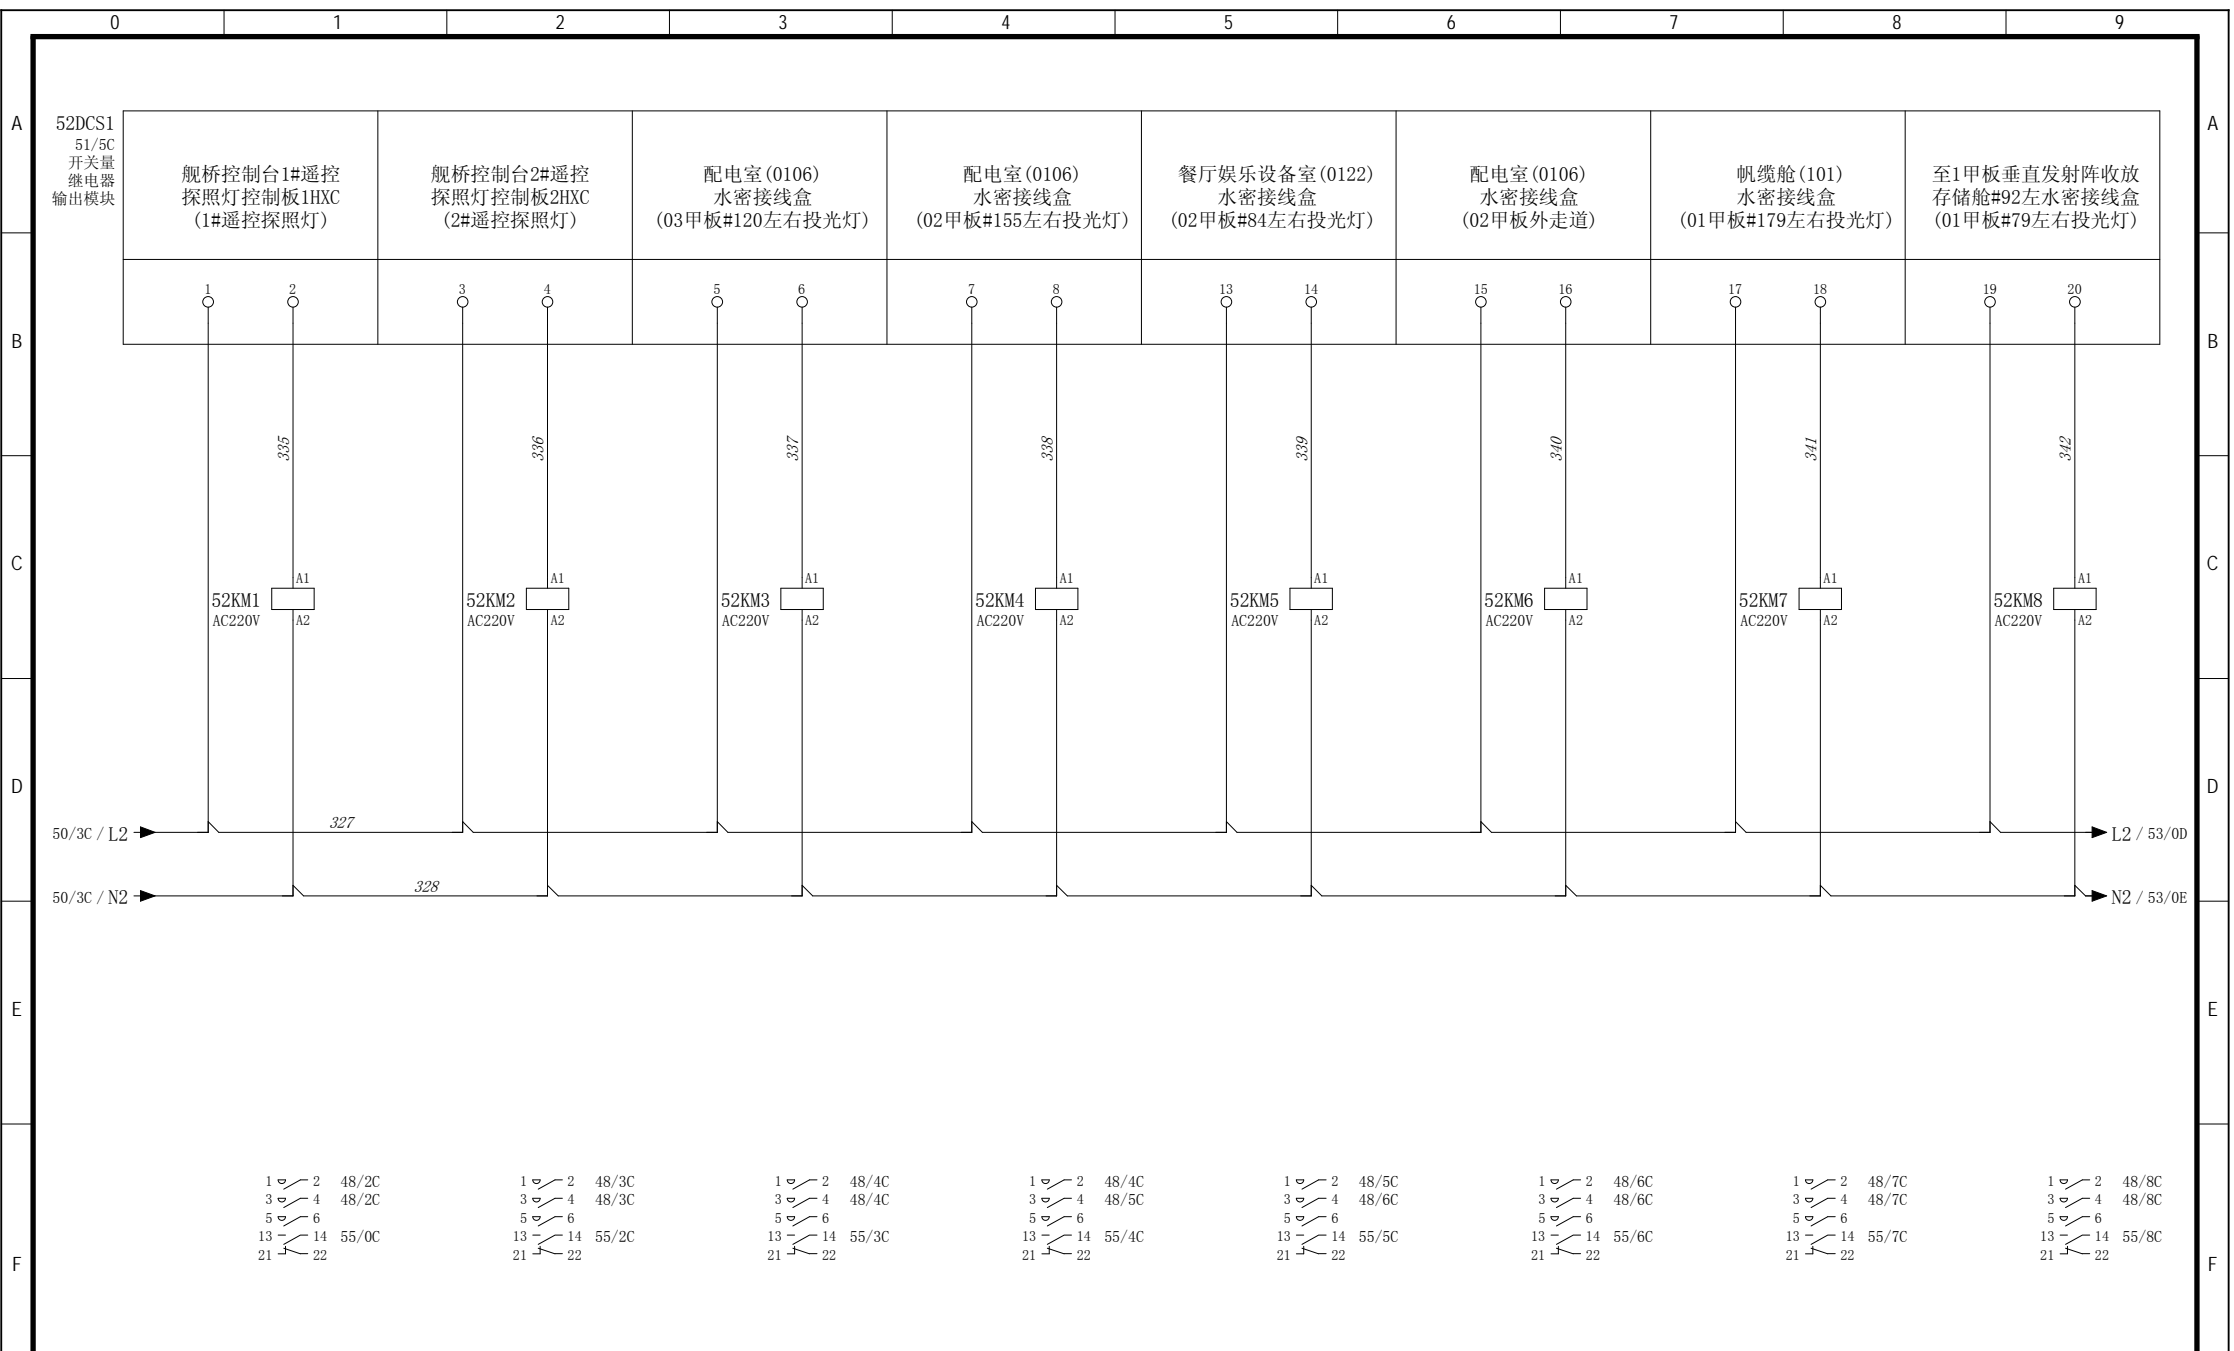 0 1 2 3 4 5 6 7 8 9
A
A
52DCS1
51/5C
开关量
继电器
输出模块
舰桥控制台1#遥控
探照灯控制板1HXC
(1#遥控探照灯)
舰桥控制台2#遥控
探照灯控制板2HXC
(2#遥控探照灯)
配电室(0106)
水密接线盒
(03甲板#120左右投光灯)
配电室(0106)
水密接线盒
(02甲板#155左右投光灯)
餐厅娱乐设备室(0122)
水密接线盒
(02甲板#84左右投光灯)
配电室(0106)
水密接线盒
(02甲板外走道)
帆缆舱(101)
水密接线盒
(01甲板#179左右投光灯)
至1甲板垂直发射阵收放
存储舱#92左水密接线盒
(01甲板#79左右投光灯)
1 2 3 4 5 6 7 8 13 14 15 16 17 18 19 20
B
B
335 336 337 338 339 340 341 342
C
C
A1 A1 A1 A1 A1 A1 A1 A1
52KM1 52KM2 52KM3 52KM4 52KM5 52KM6 52KM7 52KM8
AC220V A2 AC220V A2 AC220V A2 AC220V A2 AC220V A2 AC220V A2 AC220V A2 AC220V A2
D
D
327
50/3C / L2
L2 / 53/0D
328
50/3C / N2
N2 / 53/0E
E
E
1 2 48/2C 1 2 48/3C 1 2 48/4C 1 2 48/4C 1 2 48/5C 1 2 48/6C 1 2 48/7C 1 2 48/8C
3 4 48/2C 3 4 48/3C 3 4 48/4C 3 4 48/5C 3 4 48/6C 3 4 48/6C 3 4 48/7C 3 4 48/8C
5 6 5 6 5 6 5 6 5 6 5 6 5 6 5 6
13 14 55/0C 13 14 55/2C 13 14 55/3C 13 14 55/4C 13 14 55/5C 13 14 55/6C 13 14 55/7C 13 14 55/8C
21 22 21 22 21 22 21 22 21 22 21 22 21 22 21 22
F
F